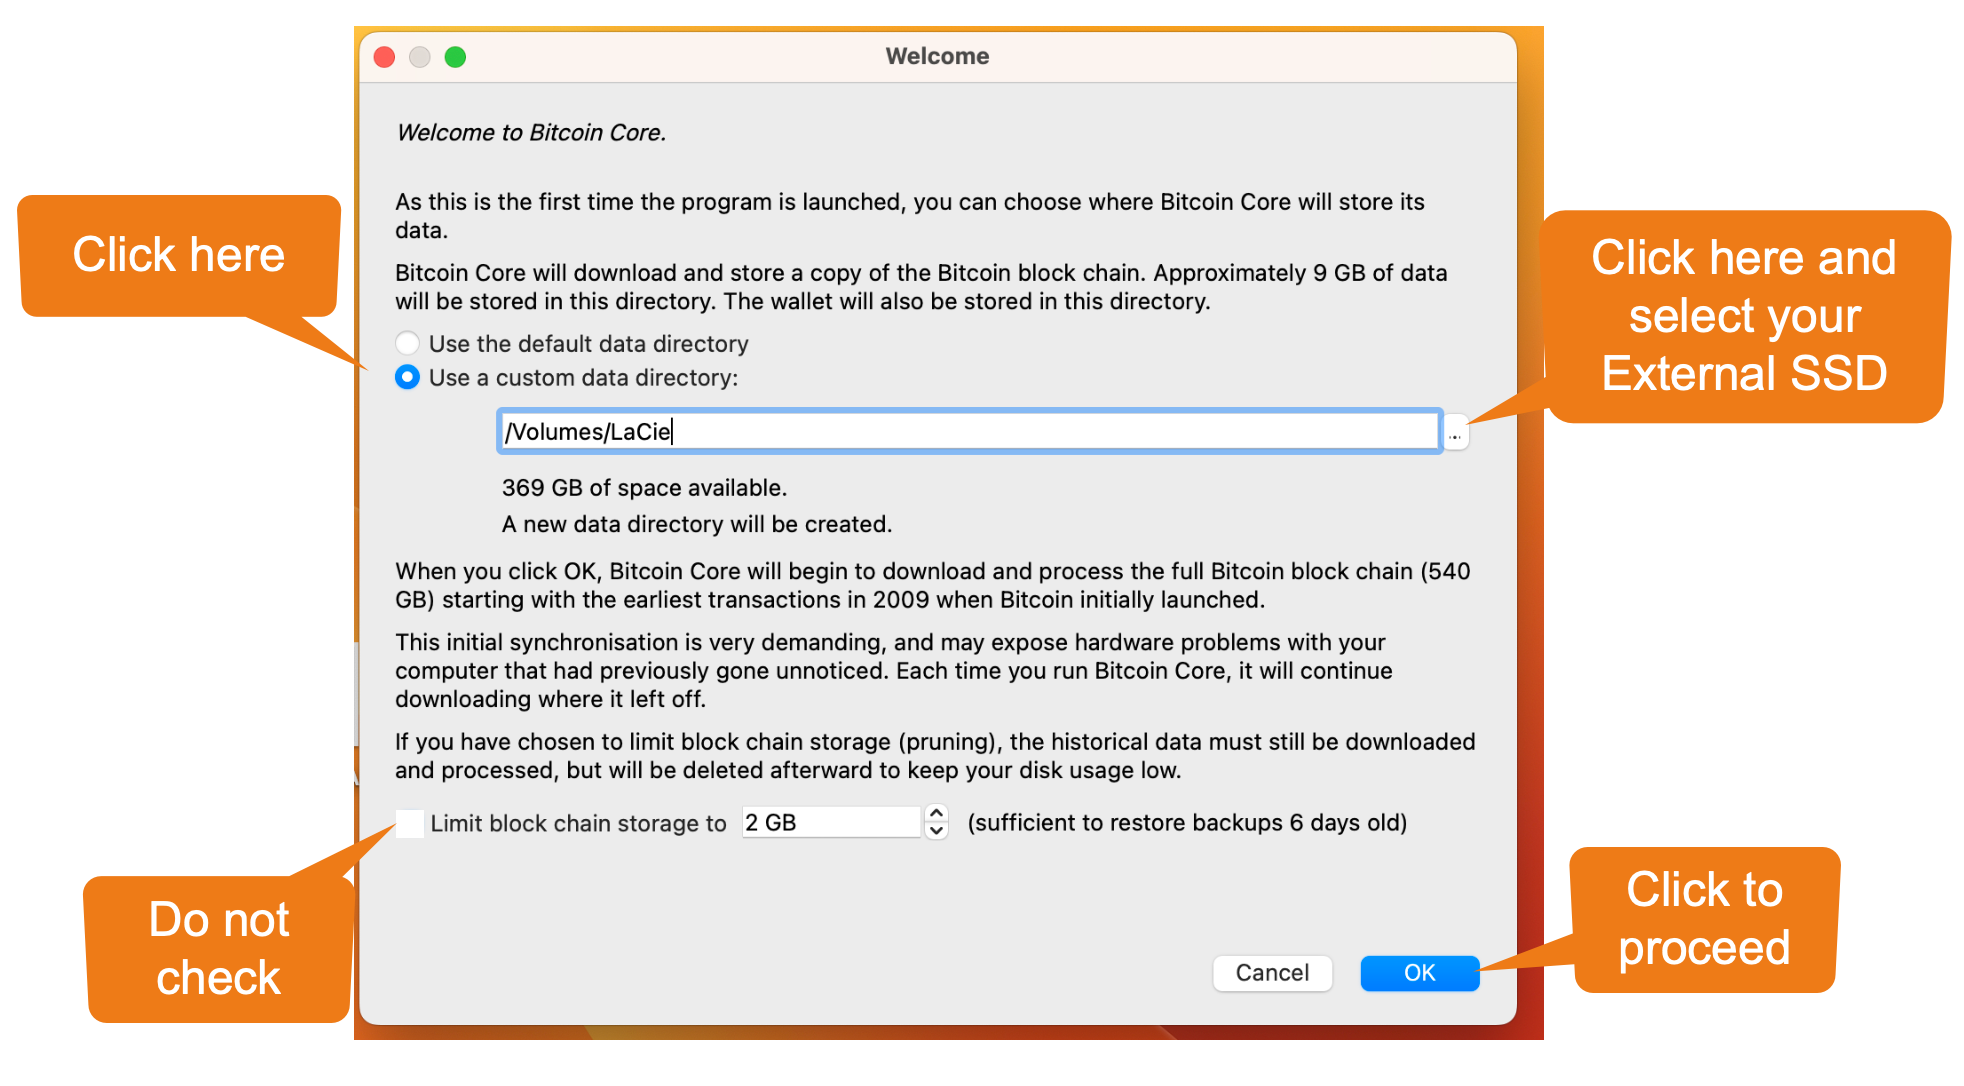 Welcome
Welcome to Bitcoin Core.
As this is the first time the program is launched, you can choose where Bitcoin Core will store its
data.
Click here
Click here and
select your
External SSD
Bitcoin Core will download and store a copy of the Bitcoin block chain. Approximately 9 GB of data
will be stored in this directory. The wallet will also be stored in this directory.
Use the default data directory
Use a custom data directory:
/Volumes/LaCie
...
369 GB of space available.
A new data directory will be created.
When you click OK, Bitcoin Core will begin to download and process the full Bitcoin block chain (540
GB) starting with the earliest transactions in 2009 when Bitcoin initially launched.
This initial synchronisation is very demanding, and may expose hardware problems with your
computer that had previously gone unnoticed. Each time you run Bitcoin Core, it will continue
downloading where it left off.
If you have chosen to limit block chain storage (pruning), the historical data must still be downloaded
and processed, but will be deleted afterward to keep your disk usage low.
Limit block chain storage to 2 GB (sufficient to restore backups 6 days old)
Do not
check
Click to
proceed
Cancel
OK